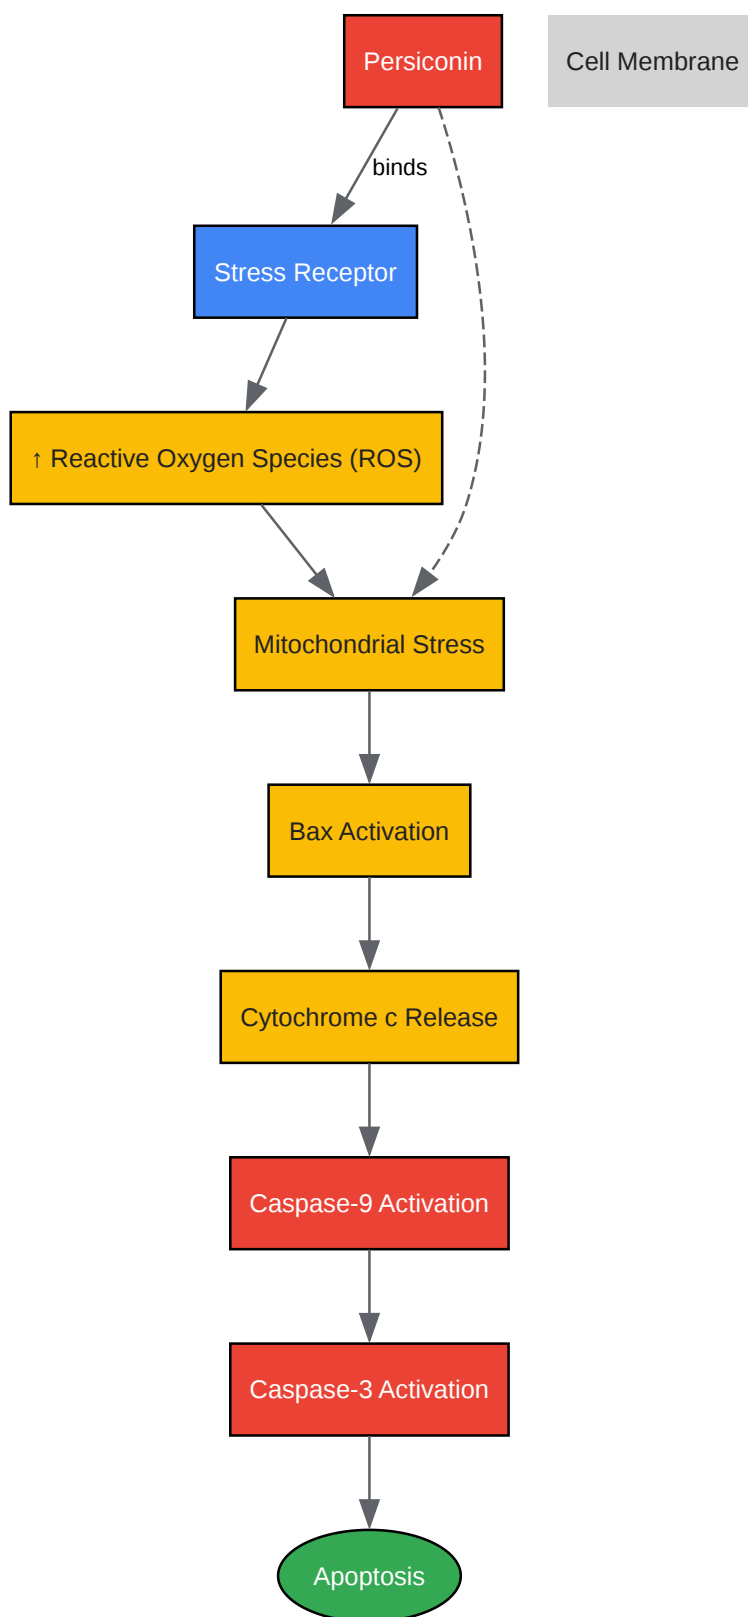 Persiconin
Cell Membrane
binds
Stress Receptor
↑ Reactive Oxygen Species (ROS)
Mitochondrial Stress
Bax Activation
Cytochrome c Release
Caspase-9 Activation
Caspase-3 Activation
Apoptosis